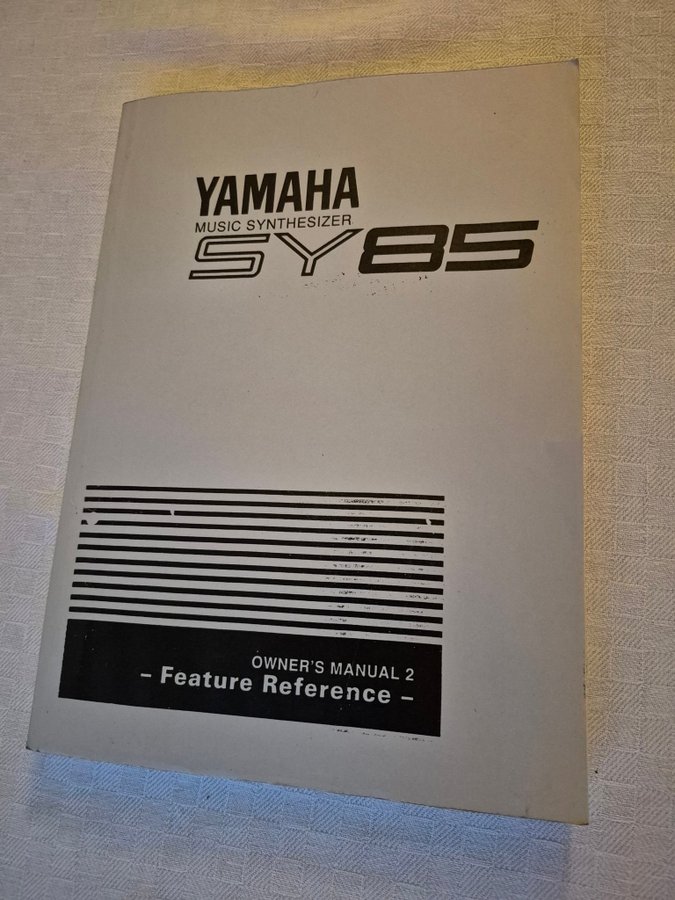 YAMAHA
MUSIC SYNTHESIZER
SY85
OWNER'S MANUAL 2
– Feature Reference –